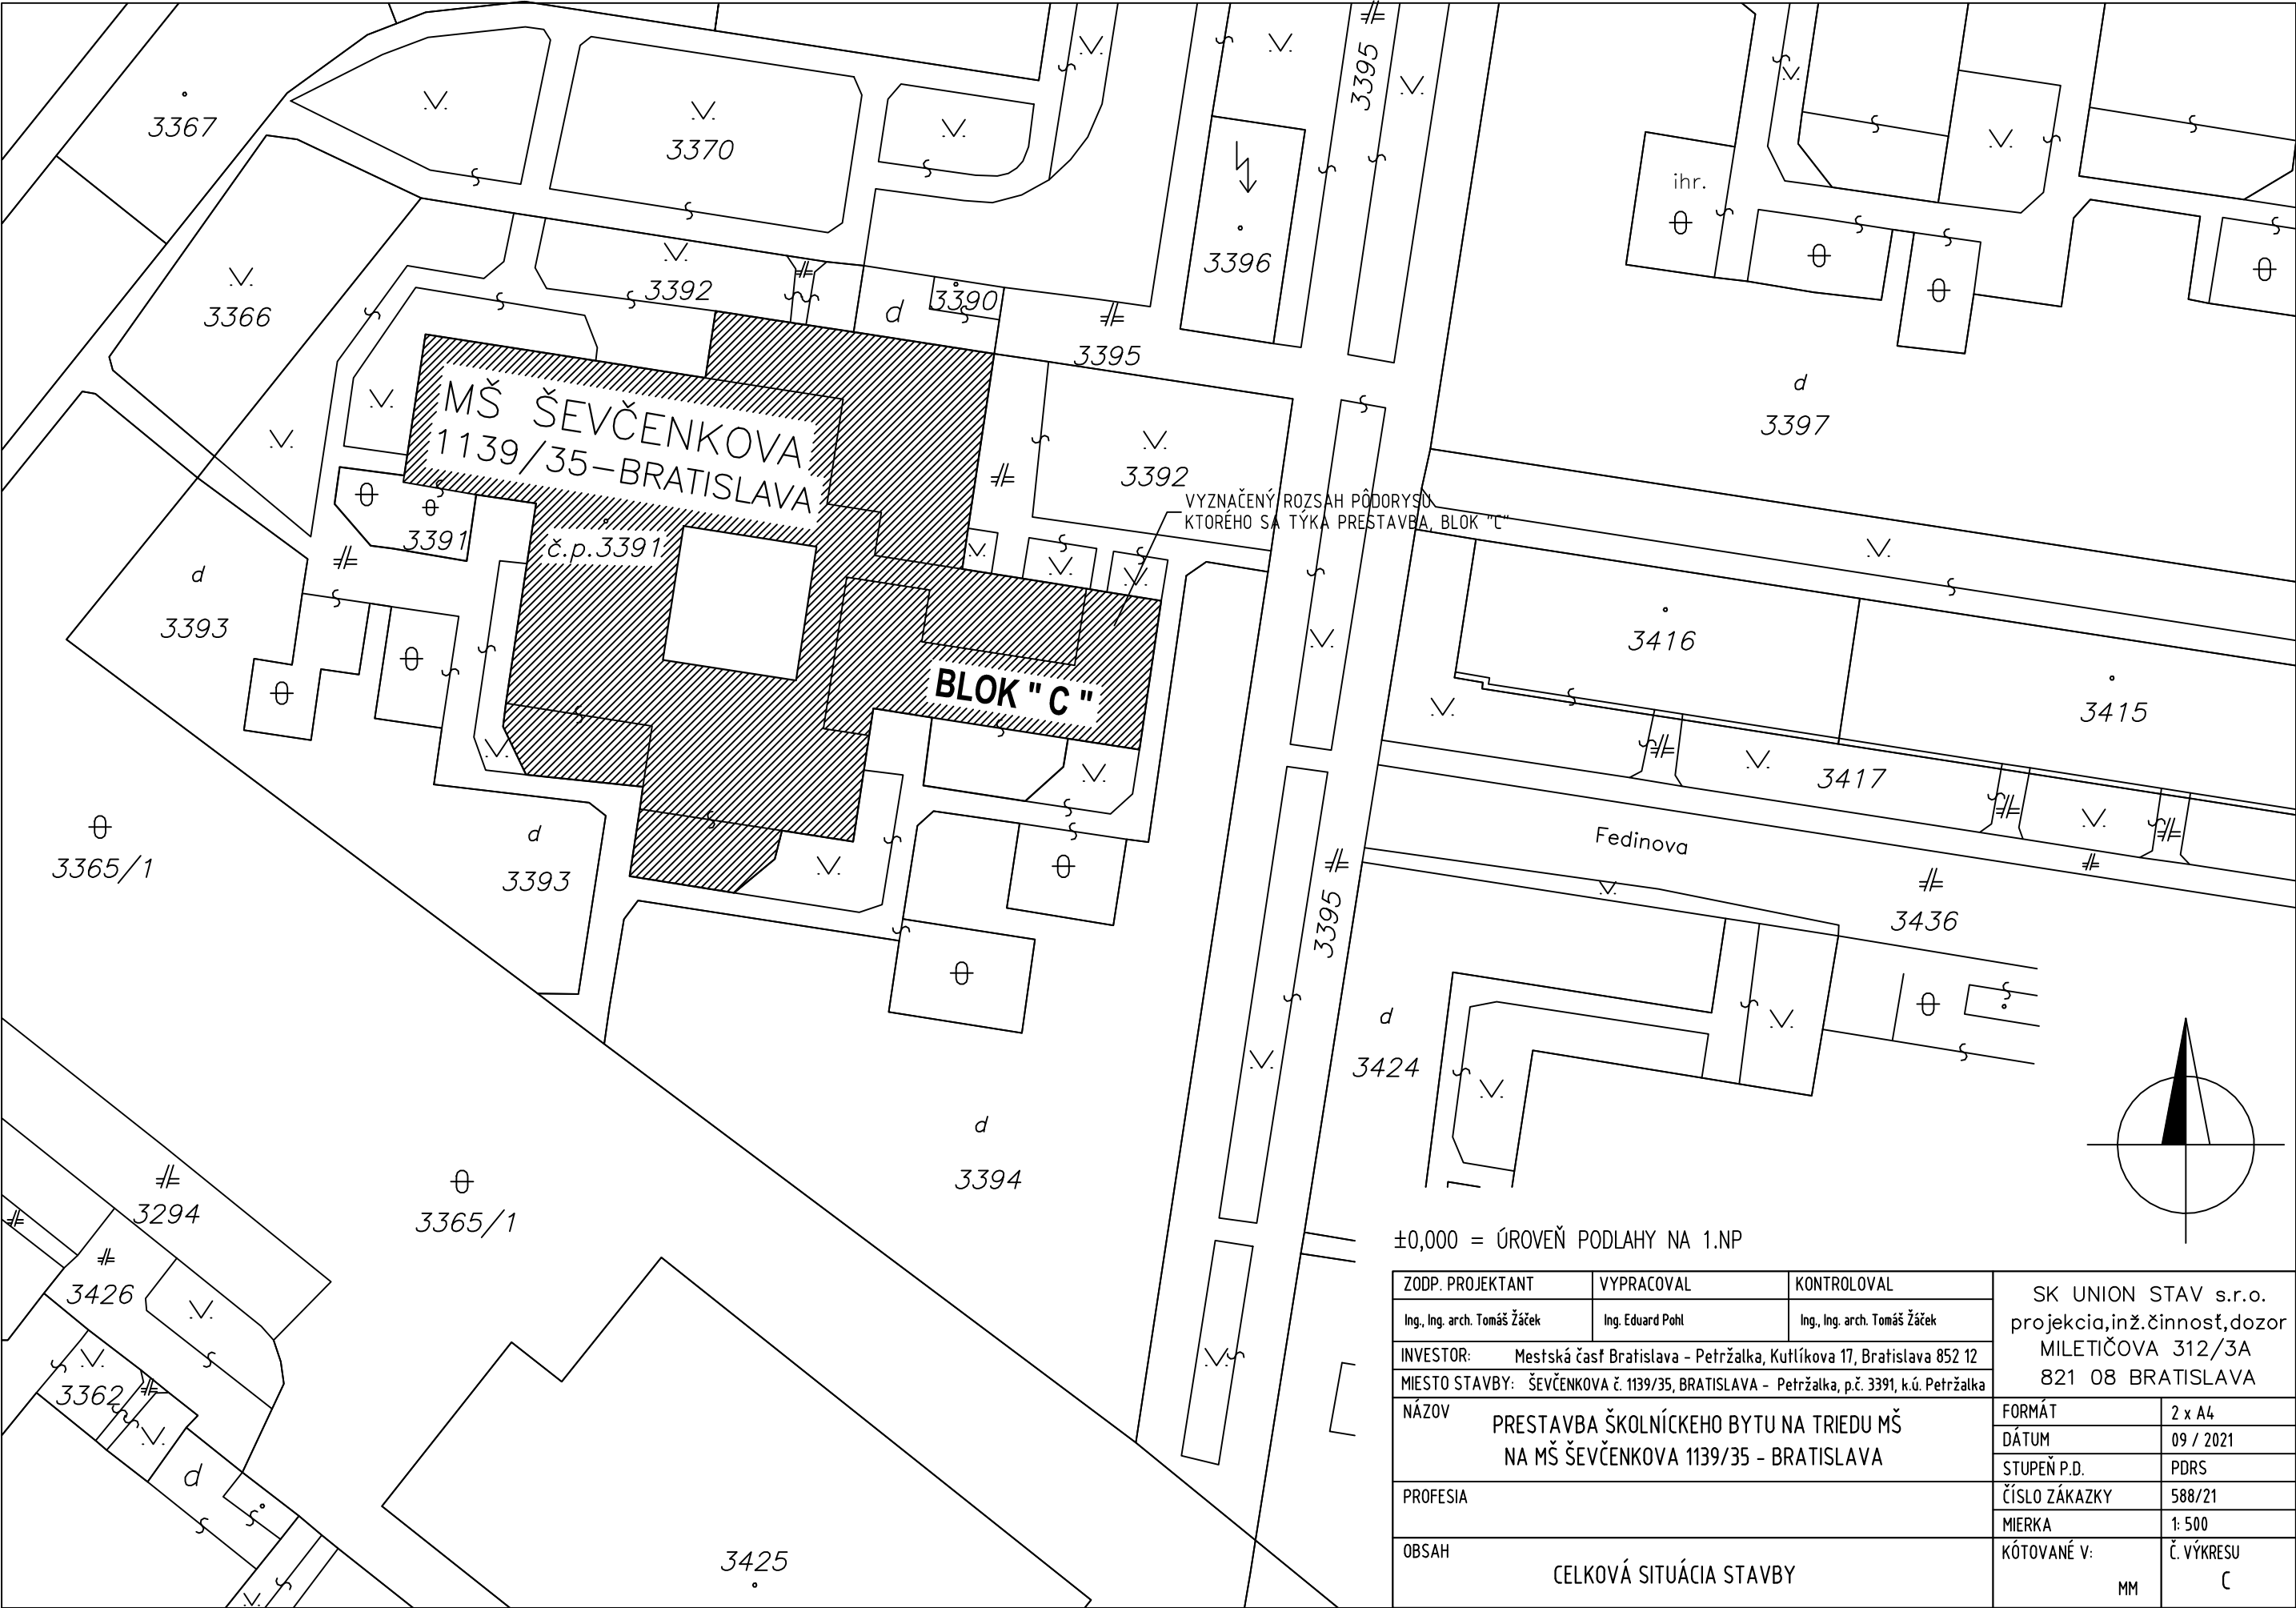 3367
3370
3395
ihr.
3396
3366
3392
3390
d
3395
d
3397
MŠ ŠEVČENKOVA
1139/35-BRATISLAVA
3392
VYZNAČENÝ ROZSAH PÔDORYSU
KTORÉHO SA TÝKA PRESTAVBA, BLOK "C"
3391
č.p.3391
d
3393
3416
BLOK " C "
3415
3417
Fedinova
3365/1
d
3393
3395
3436
d
3424
d
3394
3294
3365/1
3426
3362
d
3425
±0,000 = ÚROVEŇ PODLAHY NA 1.NP
ZODP. PROJEKTANT VYPRACOVAL KONTROLOVAL
Ing., Ing. arch. Tomáš Žáček Ing. Eduard Pohl Ing., Ing. arch. Tomáš Žáček
INVESTOR: Mestská časť Bratislava - Petržalka, Kutlíkova 17, Bratislava 852 12
MIESTO STAVBY: ŠEVČENKOVA č. 1139/35, BRATISLAVA - Petržalka, p.č. 3391, k.ú. Petržalka
NÁZOV
PRESTAVBA ŠKOLNÍCKEHO BYTU NA TRIEDU MŠ
NA MŠ ŠEVČENKOVA 1139/35 - BRATISLAVA
PROFESIA
OBSAH
CELKOVÁ SITUÁCIA STAVBY
SK UNION STAV s.r.o.
projekcia,inž.činnosť,dozor
MILETIČOVA 312/3A
821 08 BRATISLAVA
FORMÁT 2 x A4
DÁTUM 09 / 2021
STUPEŇ P.D. PDRS
ČÍSLO ZÁKAZKY 588/21
MIERKA 1: 500
KÓTOVANÉ V: Č. VÝKRESU
MM C